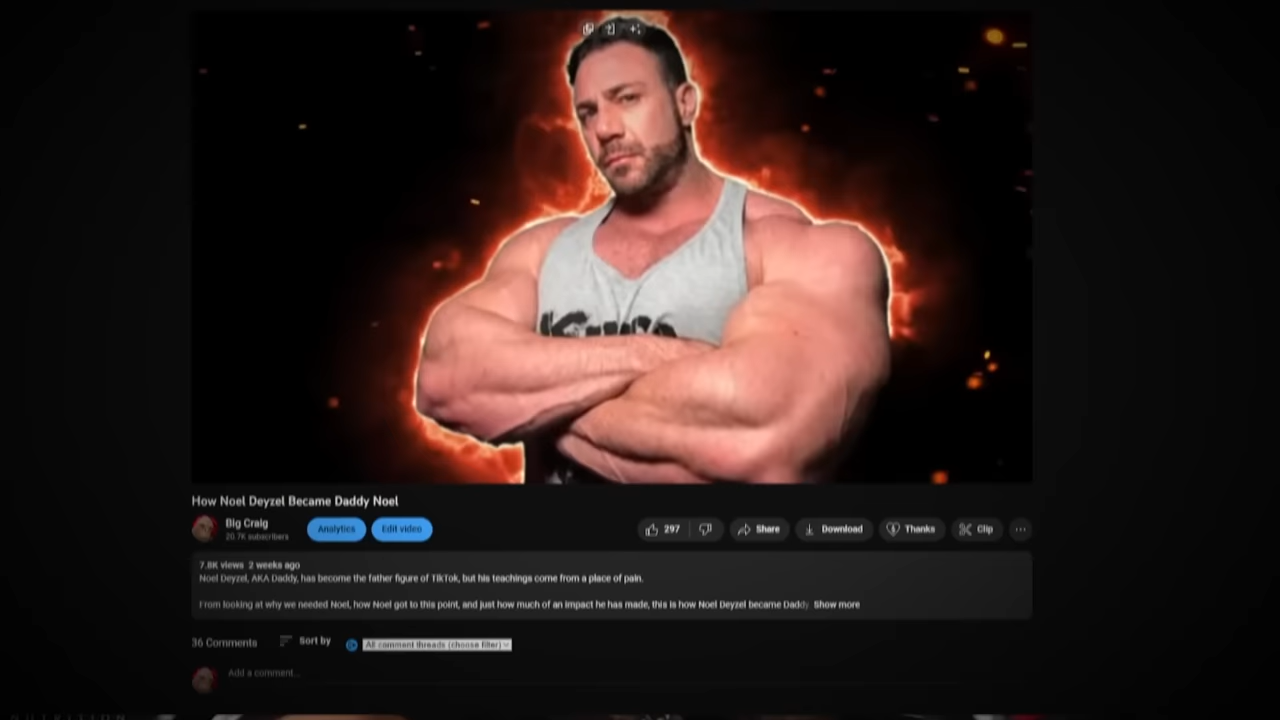 How Noel Deyzel Became Daddy Noel
Big Craig
20.7K subscribers
Analytics
Edit video
297
Share
Download
Thanks
Clip
7.8K views 2 weeks ago
Noel Deyzel, AKA Daddy, has become the father figure of TikTok, but his teachings come from a place of pain.
From looking at why we needed Noel, how Noel got to this point, and just how much of an impact he has made, this is how Noel Deyzel became Daddy Show more
36 Comments
Sort by
All comment threads (choose filter)
Add a comment...
NUTRITION